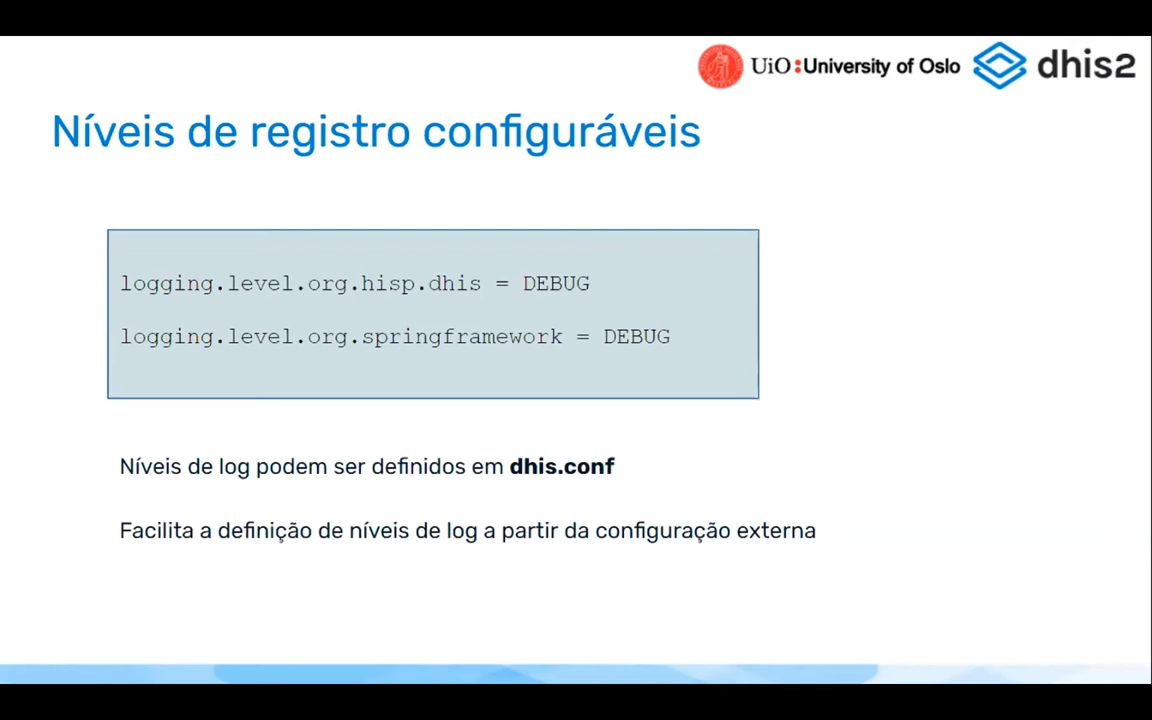 UiO:University of Oslo dhis2
Níveis de registro configuráveis
logging.level.org.hisp.dhis = DEBUG
logging.level.org.springframework = DEBUG
Níveis de log podem ser definidos em dhis.conf
Facilita a definição de níveis de log a partir da configuração externa